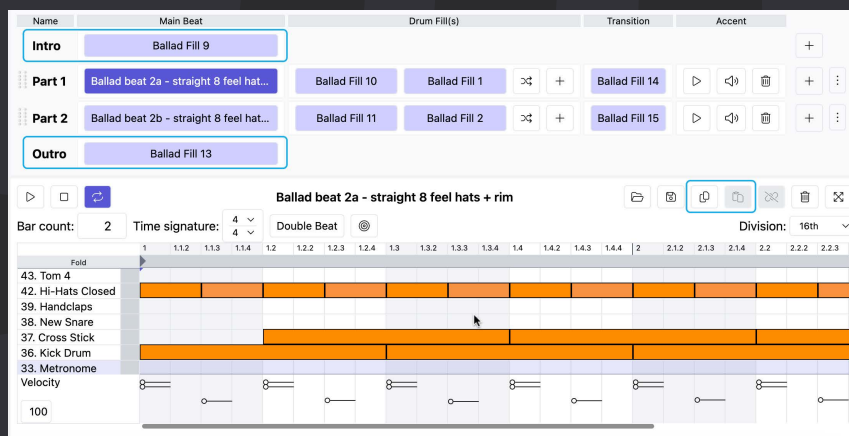 Name Main Beat Drum Fill(s) Transition Accent
Intro Ballad Fill 9 +
Part 1 Ballad beat 2a - straight 8 feel hat... Ballad Fill 10 Ballad Fill 1 + Ballad Fill 14 +
Part 2 Ballad beat 2b - straight 8 feel hat... Ballad Fill 11 Ballad Fill 2 + Ballad Fill 15 +
Outro Ballad Fill 13
Ballad beat 2a - straight 8 feel hats + rim
Bar count: 2 Time signature: 4 4 Double Beat Division: 16th
1 1.1.2 1.1.3 1.1.4 1.2 1.2.2 1.2.3 1.2.4 1.3 1.3.2 1.3.3 1.3.4 1.4 1.4.2 1.4.3 1.4.4 2 2.1.2 2.1.3 2.1.4 2.2 2.2.2 2.2.3
Fold
43. Tom 4
42. Hi-Hats Closed
39. Handclaps
38. New Snare
37. Cross Stick
36. Kick Drum
33. Metronome
Velocity
100